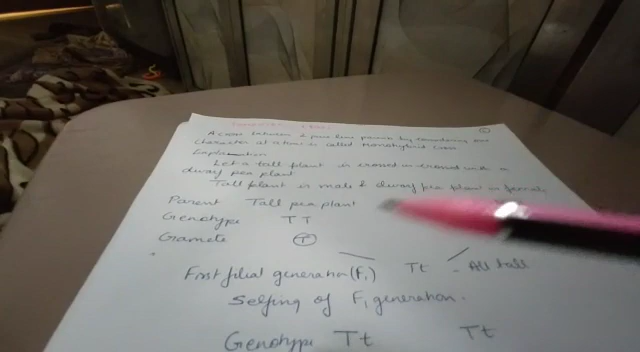 A cross between 2 pure line parents by considering one
character at a time is called Monohybrid Cross
Explanation
Let a tall plant is crossed in crossed with a
dwarf pea plant
Tall plant is male & dwarf pea plant is female
Parent Tall pea plant
Genotype TT
Gamete T
First filial generation (F1) Tt - All tall
Selfing of F1 generation.
Genotype Tt Tt